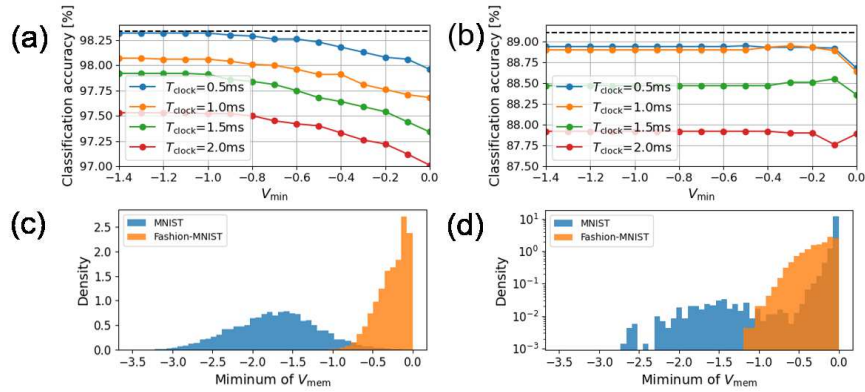 (a)
Classification accuracy [%]
98.25
98.00
97.75
97.50
97.25
97.00
T_clock=0.5ms
T_clock=1.0ms
T_clock=1.5ms
T_clock=2.0ms
−1.4 −1.2 −1.0 −0.8 −0.6 −0.4 −0.2 0.0
V_min
(b)
Classification accuracy [%]
89.00
88.75
88.50
88.25
88.00
87.75
87.50
T_clock=0.5ms
T_clock=1.0ms
T_clock=1.5ms
T_clock=2.0ms
−1.4 −1.2 −1.0 −0.8 −0.6 −0.4 −0.2 0.0
V_min
(c)
Density
2.5
2.0
1.5
1.0
0.5
0.0
MNIST
Fashion-MNIST
−3.5 −3.0 −2.5 −2.0 −1.5 −1.0 −0.5 0.0
Miminum of V_mem
(d)
Density
10¹
10⁰
10⁻¹
10⁻²
10⁻³
MNIST
Fashion-MNIST
−3.5 −3.0 −2.5 −2.0 −1.5 −1.0 −0.5 0.0
Miminum of V_mem